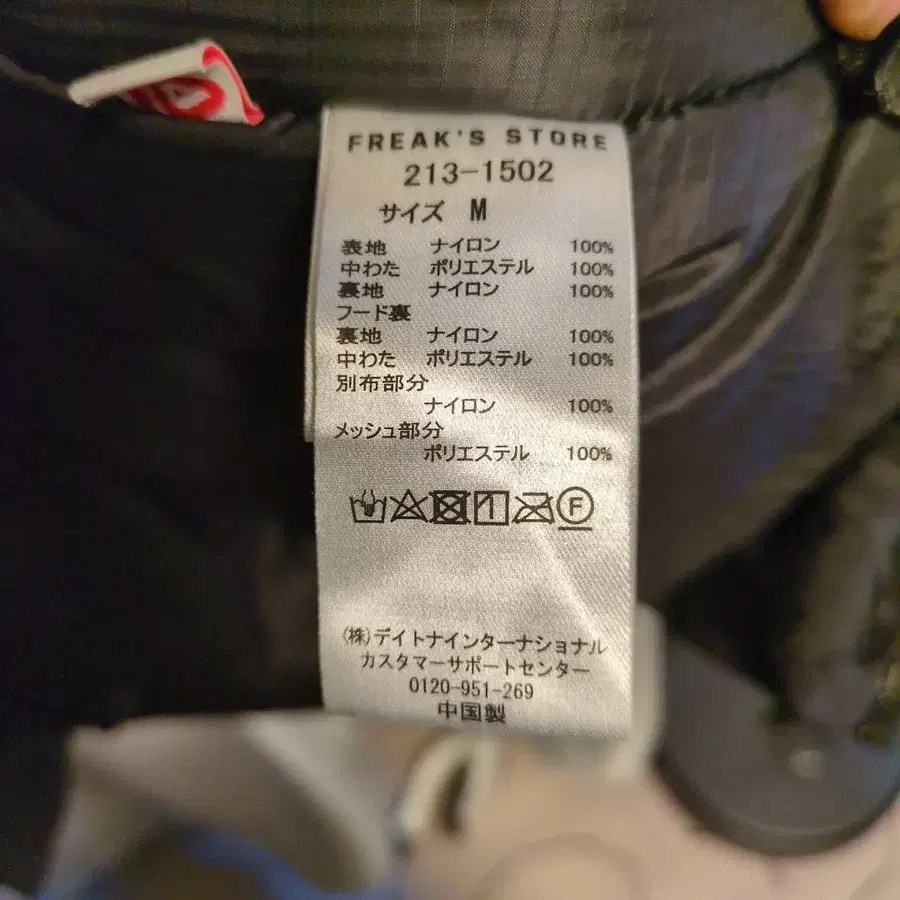 FREAK'S STORE
213-1502
サイズ M
表地 ナイロン 100%
中わた ポリエステル 100%
裏地 ナイロン 100%
フード裏
裏地 ナイロン 100%
中わた ポリエステル 100%
別布部分
ナイロン 100%
メッシュ部分
ポリエステル 100%
F
(株)デイトナインターナショナル
カスタマーサポートセンター
0120-951-269
中国製